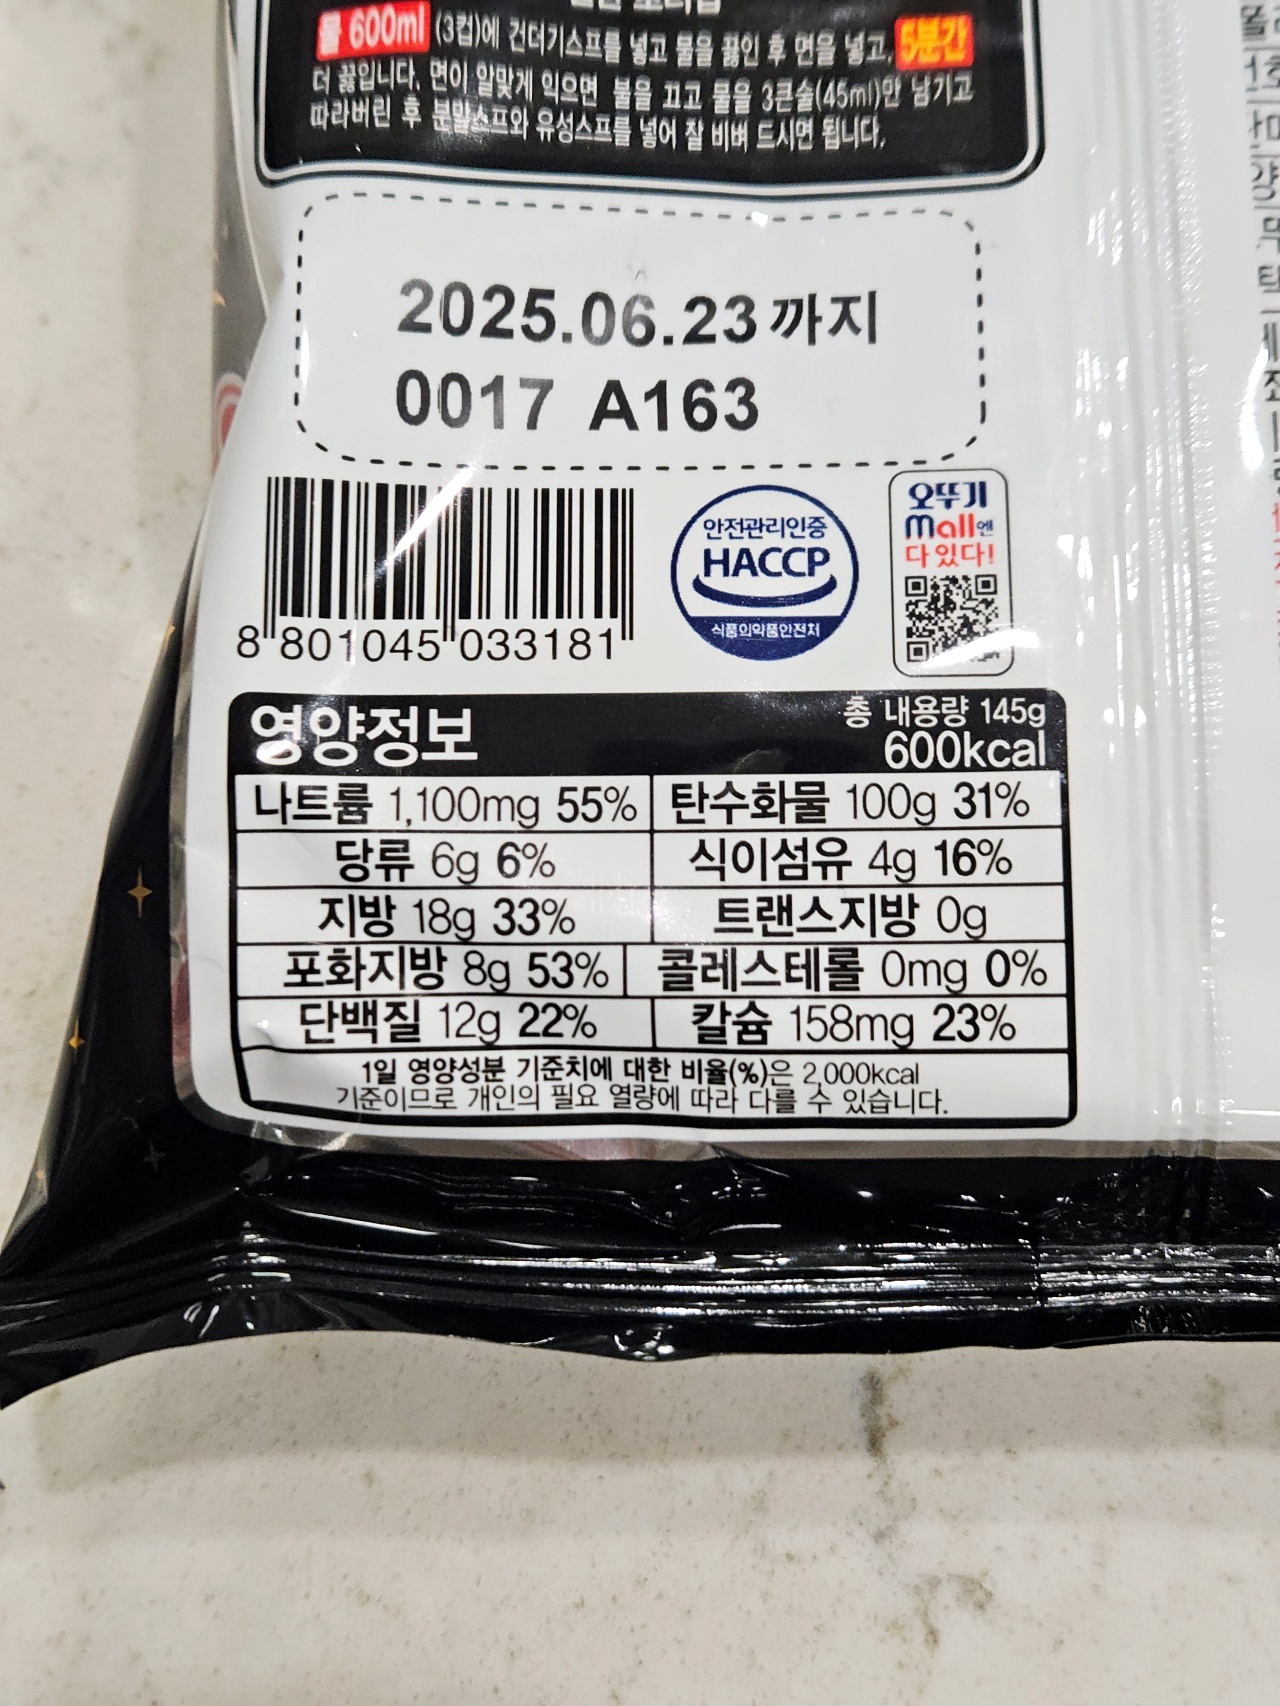 물 600ml (3컵)에 건더기스프를 넣고 물을 끓인 후 면을 넣고, 5분간
더 끓입니다. 면이 알맞게 익으면 불을 끄고 물을 3큰술(45ml)만 남기고
따라버린 후 분말스프와 유성스프를 넣어 잘 비벼 드시면 됩니다.
2025.06.23까지
0017 A163
8 801045 033181
안전관리인증
HACCP
식품의약품안전처
오뚜기
mall엔
다 있다!
영양정보
총 내용량 145g
600kcal
나트륨 1,100mg 55%
탄수화물 100g 31%
당류 6g 6%
식이섬유 4g 16%
지방 18g 33%
트랜스지방 0g
포화지방 8g 53%
콜레스테롤 0mg 0%
단백질 12g 22%
칼슘 158mg 23%
1일 영양성분 기준치에 대한 비율(%)은 2,000kcal
기준이므로 개인의 필요 열량에 따라 다를 수 있습니다.